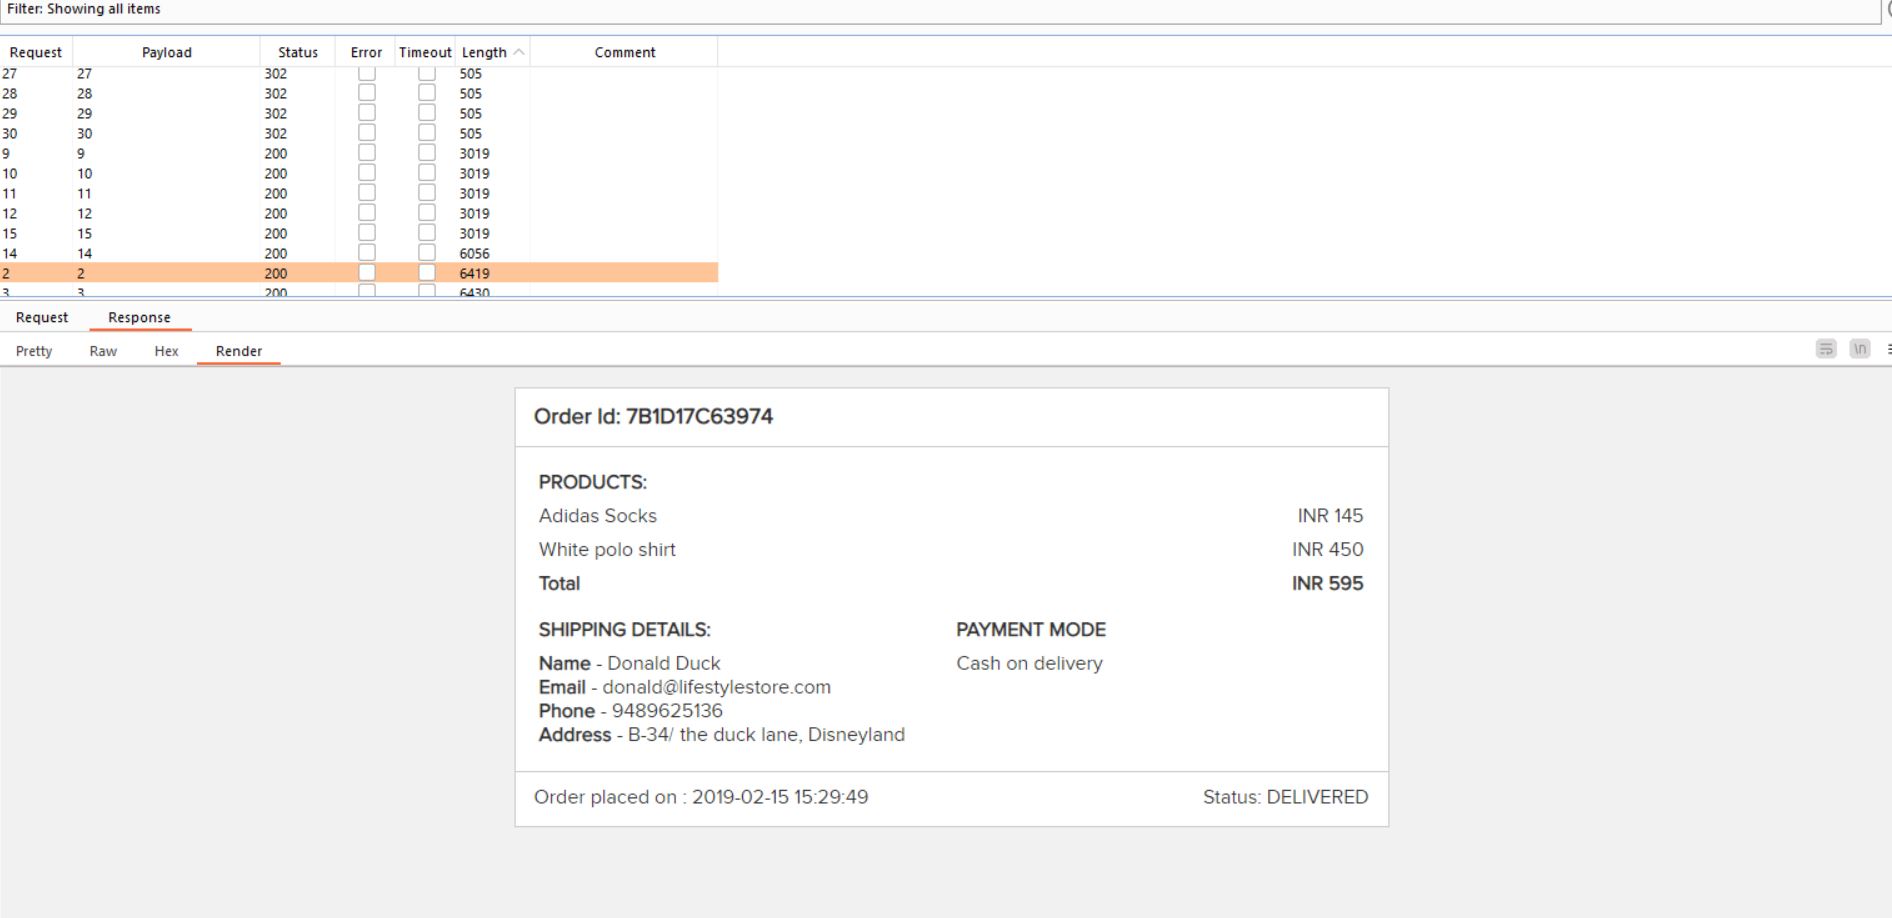 Filter: Showing all items
Request Payload Status Error Timeout Length Comment
27 27 302 505
28 28 302 505
29 29 302 505
30 30 302 505
9 9 200 3019
10 10 200 3019
11 11 200 3019
12 12 200 3019
15 15 200 3019
14 14 200 6056
2 2 200 6419
3 3 200 6430
Request Response
Pretty Raw Hex Render \n
Order Id: 7B1D17C63974
PRODUCTS:
Adidas Socks INR 145
White polo shirt INR 450
Total INR 595
SHIPPING DETAILS: PAYMENT MODE
Name - Donald Duck Cash on delivery
Email - donald@lifestylestore.com
Phone - 9489625136
Address - B-34/ the duck lane, Disneyland
Order placed on : 2019-02-15 15:29:49 Status: DELIVERED